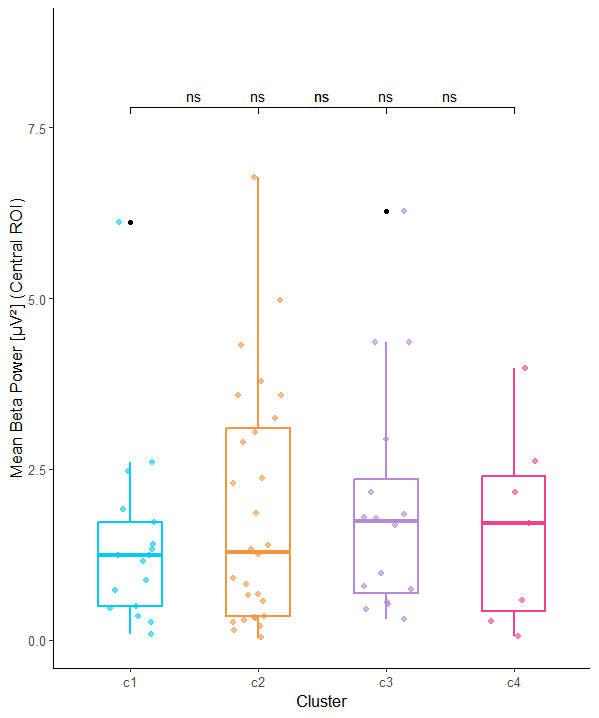 ns ns ns ns ns
7.5
5.0
2.5
0.0
Mean Beta Power [µV²] (Central ROI)
c1 c2 c3 c4
Cluster